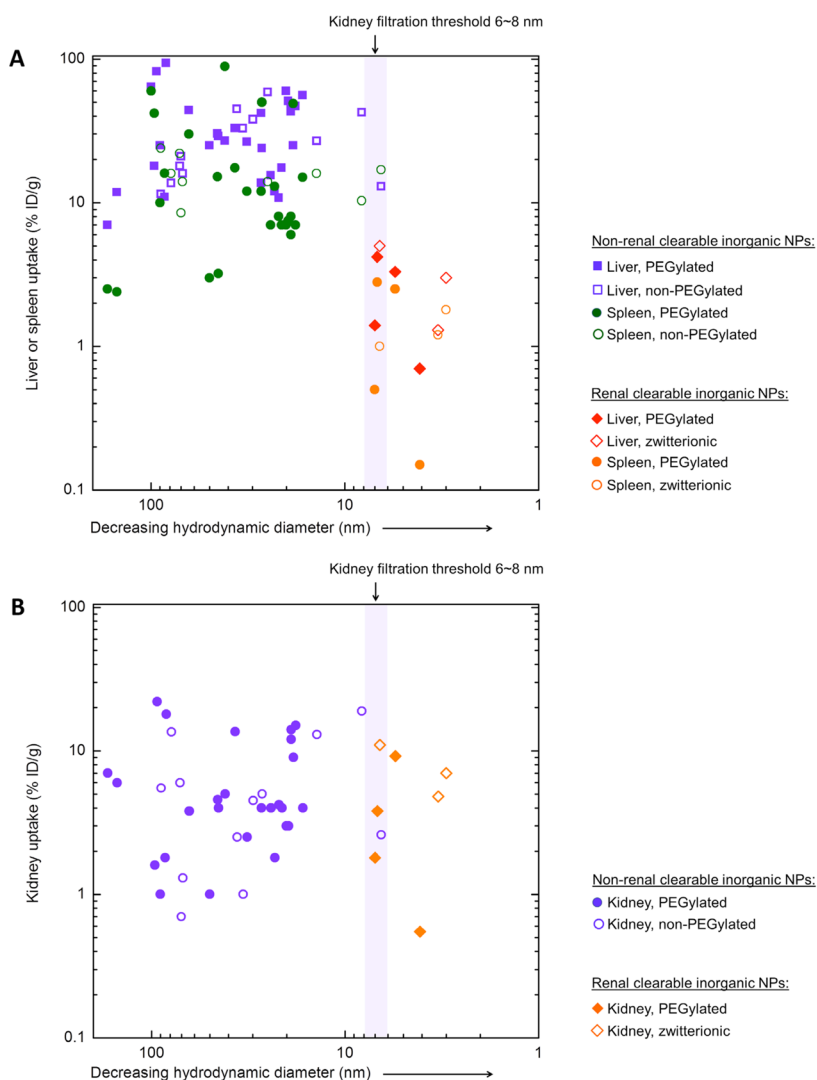 Kidney filtration threshold 6~8 nm
A
100
10
1
0.1
Liver or spleen uptake (% ID/g)
100
10
1
Decreasing hydrodynamic diameter (nm)
Non-renal clearable inorganic NPs:
Liver, PEGylated
Liver, non-PEGylated
Spleen, PEGylated
Spleen, non-PEGylated
Renal clearable inorganic NPs:
Liver, PEGylated
Liver, zwitterionic
Spleen, PEGylated
Spleen, zwitterionic
Kidney filtration threshold 6~8 nm
B
100
10
1
0.1
Kidney uptake (% ID/g)
100
10
1
Decreasing hydrodynamic diameter (nm)
Non-renal clearable inorganic NPs:
Kidney, PEGylated
Kidney, non-PEGylated
Renal clearable inorganic NPs:
Kidney, PEGylated
Kidney, zwitterionic